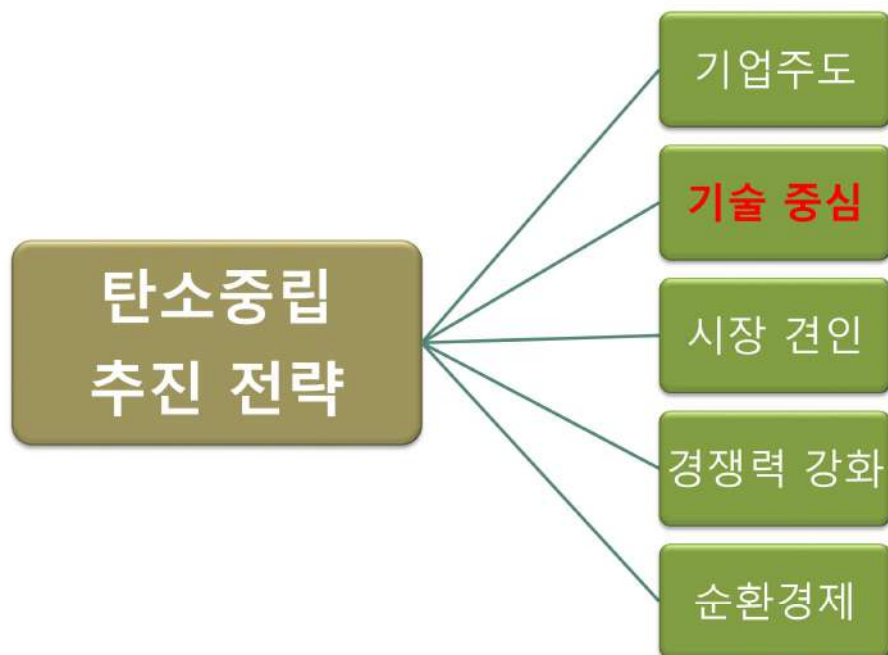 탄소중립
추진 전략
기업주도
기술 중심
시장 견인
경쟁력 강화
순환경제